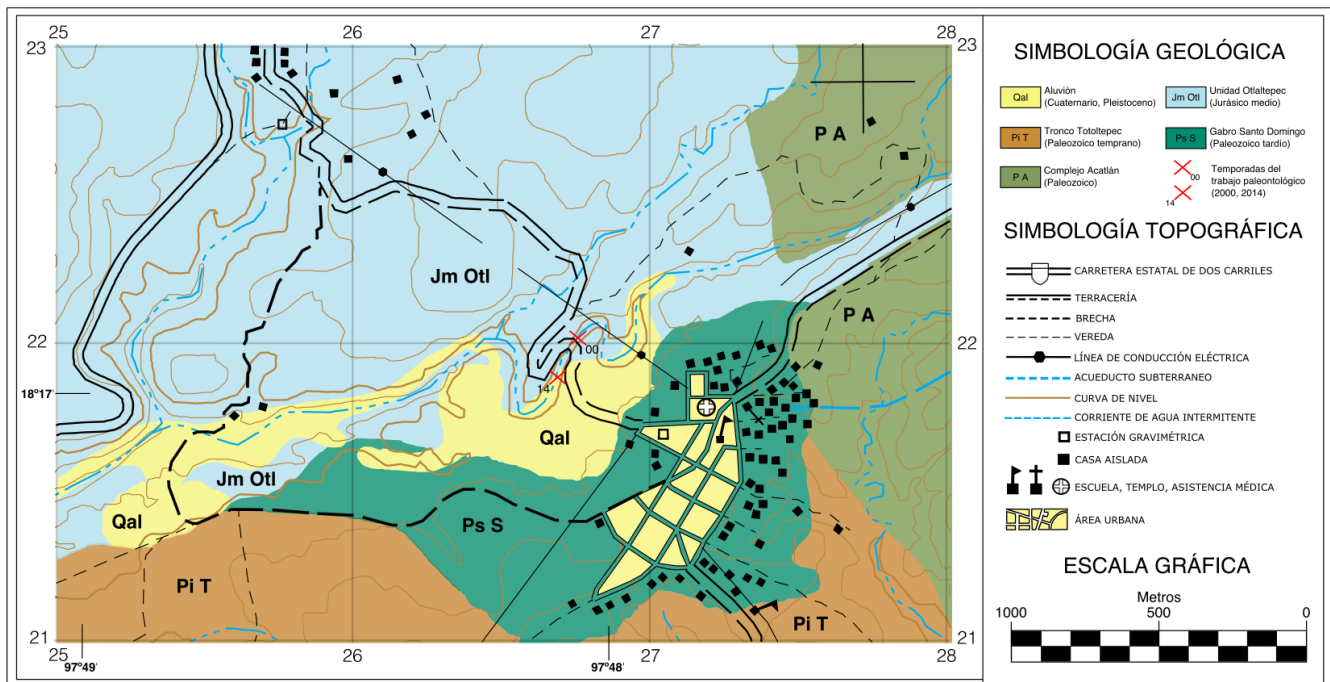 25
26
27
28
23
23
P A
Jm Otl
P A
22
22
00
14
18°17'
Qal
Jm Otl
Qal
Ps S
Pi T
Pi T
21
21
25
26
27
28
97°49'
97°48'
SIMBOLOGÍA GEOLÓGICA
Qal
Aluvión
(Cuaternario, Pleistoceno)
Jm Otl
Unidad Otlaltepec
(Jurásico medio)
Pi T
Tronco Totoltepec
(Paleozoico temprano)
Ps S
Gabro Santo Domingo
(Paleozoico tardío)
P A
Complejo Acatlán
(Paleozoico)
00
14
Temporadas del
trabajo paleontológico
(2000, 2014)
SIMBOLOGÍA TOPOGRÁFICA
CARRETERA ESTATAL DE DOS CARRILES
TERRACERÍA
BRECHA
VEREDA
LÍNEA DE CONDUCCIÓN ELÉCTRICA
ACUEDUCTO SUBTERRANEO
CURVA DE NIVEL
CORRIENTE DE AGUA INTERMITENTE
ESTACIÓN GRAVIMÉTRICA
CASA AISLADA
ESCUELA, TEMPLO, ASISTENCIA MÉDICA
ÁREA URBANA
ESCALA GRÁFICA
Metros
1000
500
0